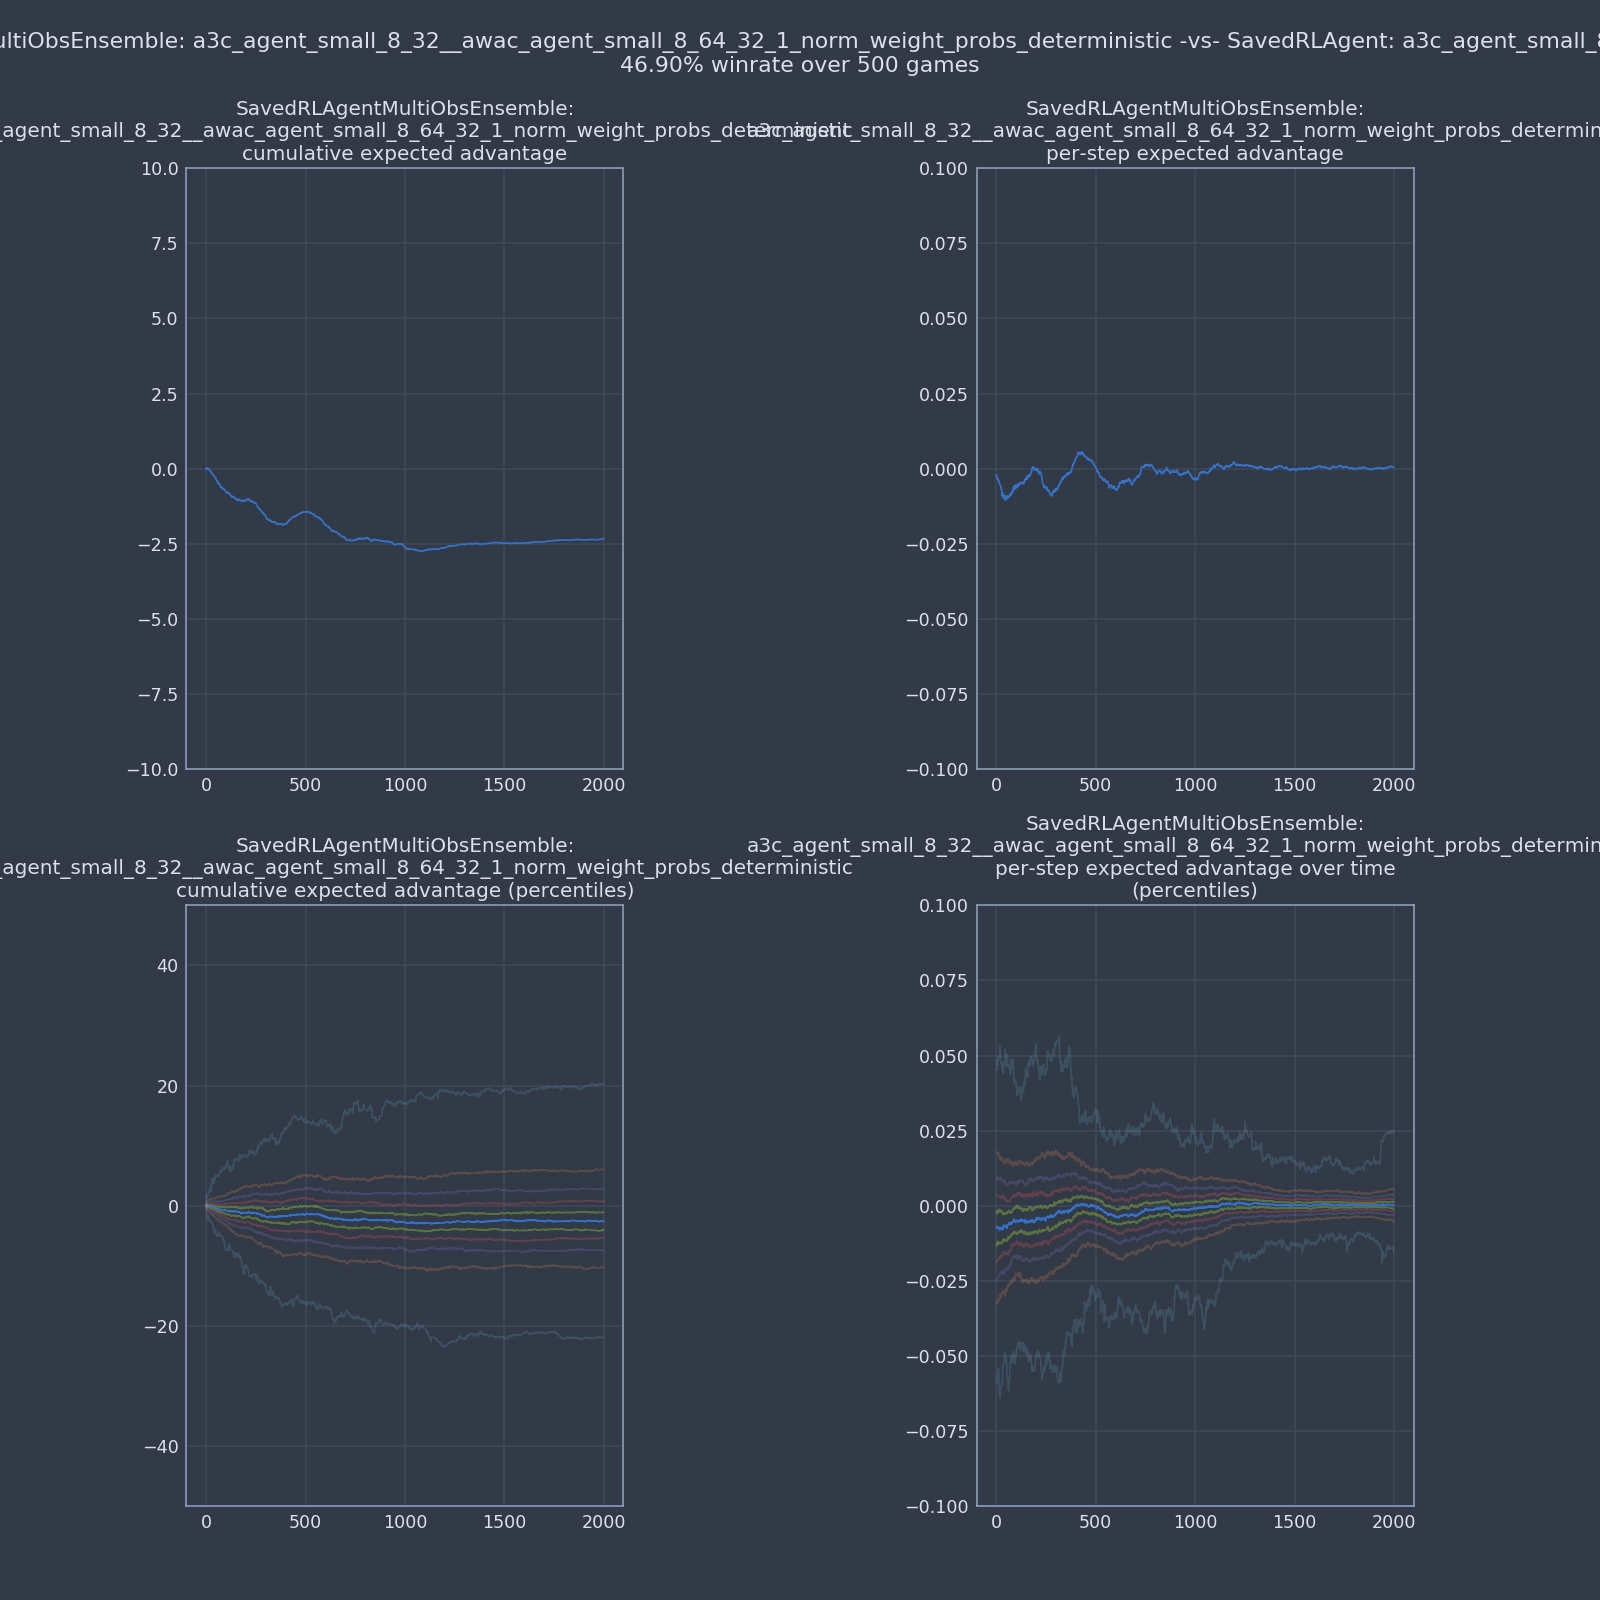 ultiObsEnsemble: a3c_agent_small_8_32__awac_agent_small_8_64_32_1_norm_weight_probs_deterministic -vs- SavedRLAgent: a3c_agent_small_8
46.90% winrate over 500 games
SavedRLAgentMultiObsEnsemble:
_agent_small_8_32__awac_agent_small_8_64_32_1_norm_weight_probs_deterministic
cumulative expected advantage
10.0
7.5
5.0
2.5
0.0
−2.5
−5.0
−7.5
−10.0
0 500 1000 1500 2000
SavedRLAgentMultiObsEnsemble:
a3c_agent_small_8_32__awac_agent_small_8_64_32_1_norm_weight_probs_determin
per-step expected advantage
0.100
0.075
0.050
0.025
0.000
−0.025
−0.050
−0.075
−0.100
0 500 1000 1500 2000
SavedRLAgentMultiObsEnsemble:
_agent_small_8_32__awac_agent_small_8_64_32_1_norm_weight_probs_deterministic
cumulative expected advantage (percentiles)
40
20
0
−20
−40
0 500 1000 1500 2000
SavedRLAgentMultiObsEnsemble:
a3c_agent_small_8_32__awac_agent_small_8_64_32_1_norm_weight_probs_determin
per-step expected advantage over time
(percentiles)
0.100
0.075
0.050
0.025
0.000
−0.025
−0.050
−0.075
−0.100
0 500 1000 1500 2000